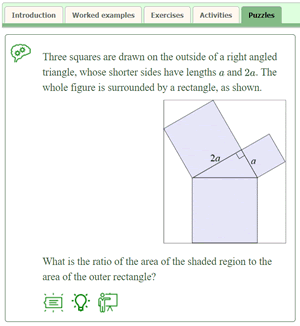 Introduction Worked examples Exercises Activities Puzzles
Three squares are drawn on the outside of a right angled
triangle, whose shorter sides have lengths a and 2a. The
whole figure is surrounded by a rectangle, as shown.
2a a
What is the ratio of the area of the shaded region to the
area of the outer rectangle?